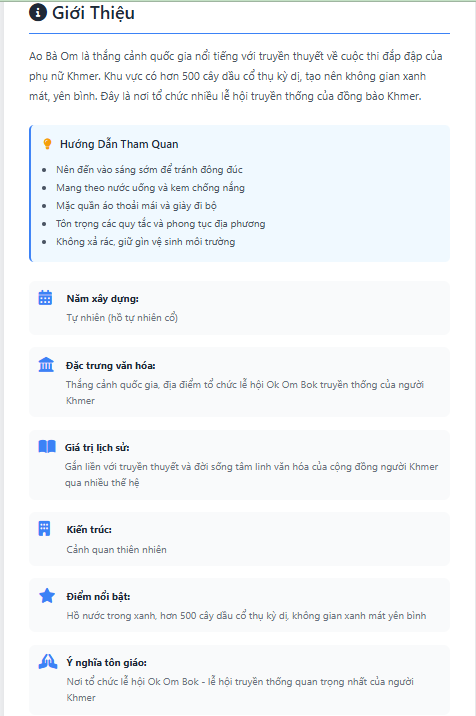 Giới Thiệu
Ao Bà Om là thắng cảnh quốc gia nổi tiếng với truyền thuyết về cuộc thi đắp đập của
phụ nữ Khmer. Khu vực có hơn 500 cây dầu cổ thụ kỳ dị, tạo nên không gian xanh
mát, yên bình. Đây là nơi tổ chức nhiều lễ hội truyền thống của đồng bào Khmer.
Hướng Dẫn Tham Quan
Nên đến vào sáng sớm để tránh đông đúc
Mang theo nước uống và kem chống nắng
Mặc quần áo thoải mái và giày đi bộ
Tôn trọng các quy tắc và phong tục địa phương
Không xả rác, giữ gìn vệ sinh môi trường
Năm xây dựng:
Tự nhiên (hồ tự nhiên cổ)
Đặc trưng văn hóa:
Thắng cảnh quốc gia, địa điểm tổ chức lễ hội Ok Om Bok truyền thống của người
Khmer
Giá trị lịch sử:
Gắn liền với truyền thuyết và đời sống tâm linh văn hóa của cộng đồng người Khmer
qua nhiều thế hệ
Kiến trúc:
Cảnh quan thiên nhiên
Điểm nổi bật:
Hồ nước trong xanh, hơn 500 cây dầu cổ thụ kỳ dị, không gian xanh mát yên bình
Ý nghĩa tôn giáo:
Nơi tổ chức lễ hội Ok Om Bok - lễ hội truyền thống quan trọng nhất của người
Khmer